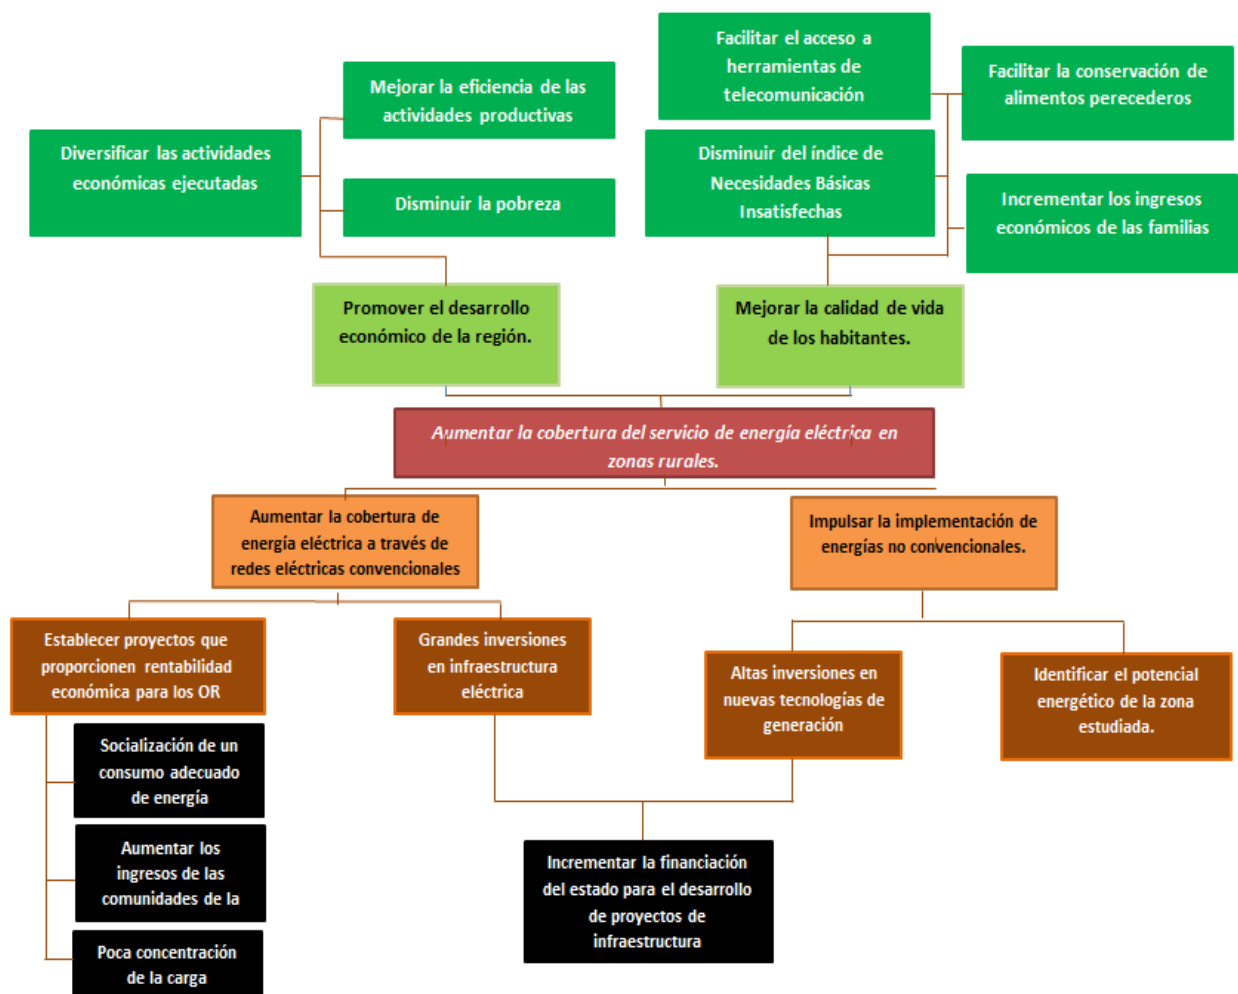 Facilitar el acceso a
herramientas de
telecomunicación
Facilitar la conservación de
alimentos perecederos
Mejorar la eficiencia de las
actividades productivas
Diversificar las actividades
económicas ejecutadas
Disminuir del índice de
Necesidades Básicas
Insatisfechas
Disminuir la pobreza
Incrementar los ingresos
económicos de las familias
Promover el desarrollo
económico de la región.
Mejorar la calidad de vida
de los habitantes.
Aumentar la cobertura del servicio de energía eléctrica en
zonas rurales.
Aumentar la cobertura de
energía eléctrica a través de
redes eléctricas convencionales
Impulsar la implementación de
energías no convencionales.
Establecer proyectos que
proporcionen rentabilidad
económica para los OR
Grandes inversiones
en infraestructura
eléctrica
Altas inversiones en
nuevas tecnologías de
generación
Identificar el potencial
energético de la zona
estudiada.
Socialización de un
consumo adecuado
de energía
Aumentar los
ingresos de las
comunidades de la
Poca concentración
de la carga
Incrementar la financiación
del estado para el desarrollo
de proyectos de
infraestructura